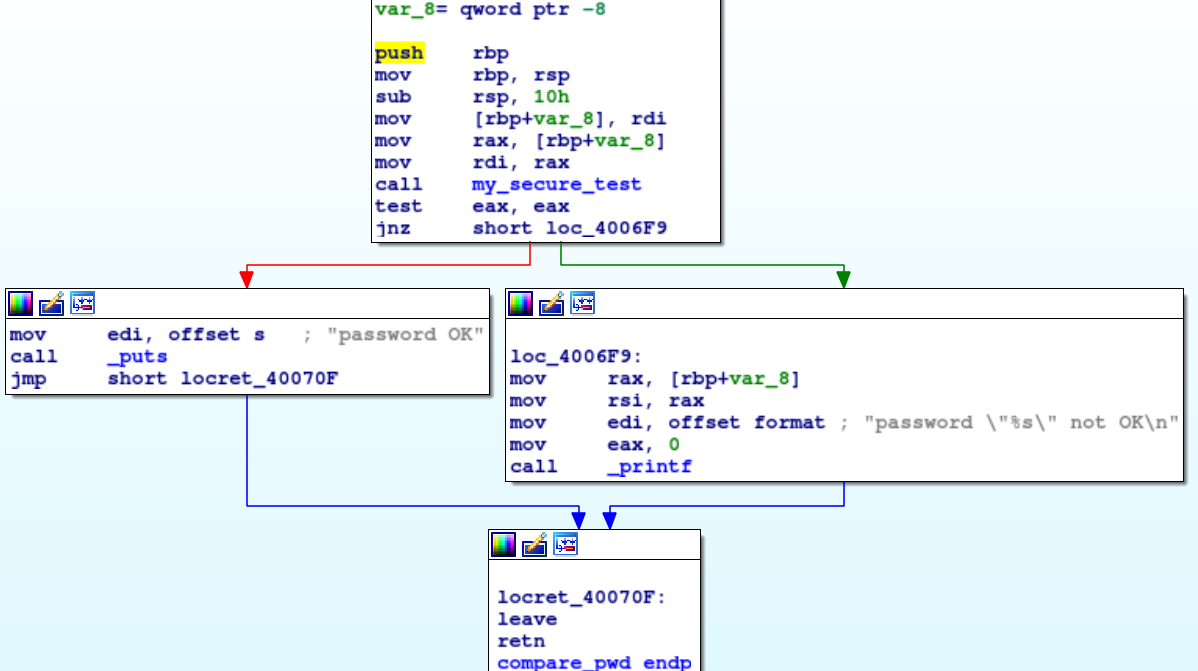 var_8= qword ptr -8
push rbp
mov rbp, rsp
sub rsp, 10h
mov [rbp+var_8], rdi
mov rax, [rbp+var_8]
mov rdi, rax
call my_secure_test
test eax, eax
jnz short loc_4006F9
mov edi, offset s ; "password OK"
call _puts
jmp short locret_40070F
loc_4006F9:
mov rax, [rbp+var_8]
mov rsi, rax
mov edi, offset format ; "password \"%s\" not OK\n"
mov eax, 0
call _printf
locret_40070F:
leave
retn
compare_pwd endp